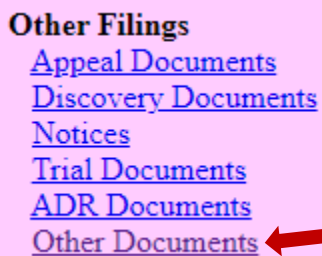 Other Filings
Appeal Documents
Discovery Documents
Notices
Trial Documents
ADR Documents
Other Documents